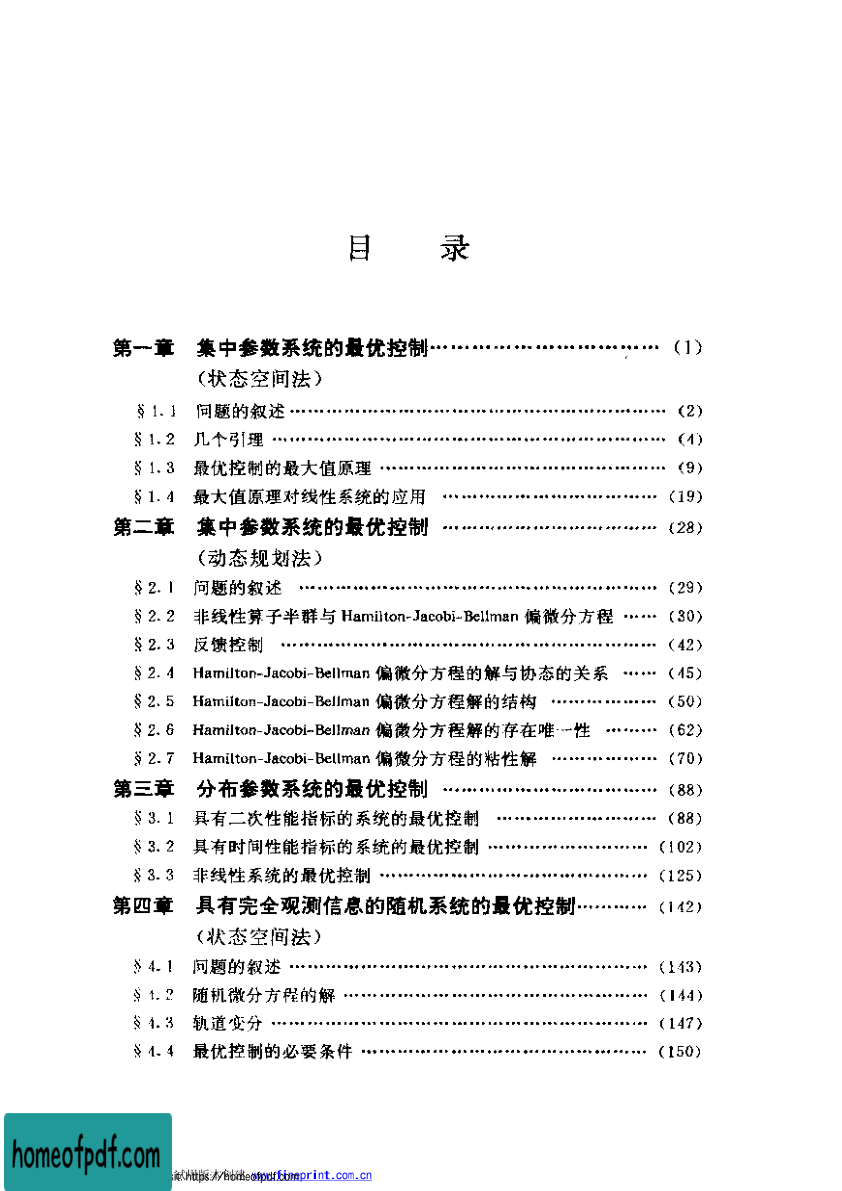 目 录
第一章 集中参数系统的最优控制…………………………… (1)
（状态空间法）
§1.1 问题的叙述…………………………………………………… (2)
§1.2 几个引理 …………………………………………………… (4)
§1.3 最优控制的最大值原理 …………………………………… (9)
§1.4 最大值原理对线性系统的应用 ………………………… (19)
第二章 集中参数系统的最优控制 ………………………… (28)
（动态规划法）
§2.1 问题的叙述 ……………………………………………… (29)
§2.2 非线性算子半群与 Hamilton-Jacobi-Bellman 偏微分方程 …… (30)
§2.3 反馈控制 ………………………………………………… (42)
§2.4 Hamilton-Jacobi-Bellman 偏微分方程的解与协态的关系 …… (45)
§2.5 Hamilton-Jacobi-Bellman 偏微分方程解的结构 ……………… (50)
§2.6 Hamilton-Jacobi-Bellman 偏微分方程解的存在唯一性 ……… (62)
§2.7 Hamilton-Jacobi-Bellman 偏微分方程的粘性解 …………… (70)
第三章 分布参数系统的最优控制 ………………………… (88)
§3.1 具有二次性能指标的系统的最优控制 ………………… (88)
§3.2 具有时间性能指标的系统的最优控制 ………………… (102)
§3.3 非线性系统的最优控制 ………………………………… (125)
第四章 具有完全观测信息的随机系统的最优控制………… (142)
（状态空间法）
§4.1 问题的叙述 ……………………………………………… (143)
§4.2 随机微分方程的解 ……………………………………… (144)
§4.3 轨道变分 ………………………………………………… (147)
§4.4 最优控制的必要条件 …………………………………… (150)
homeofpdf.com
https://homeofpdf.com
fineprint.com.cn